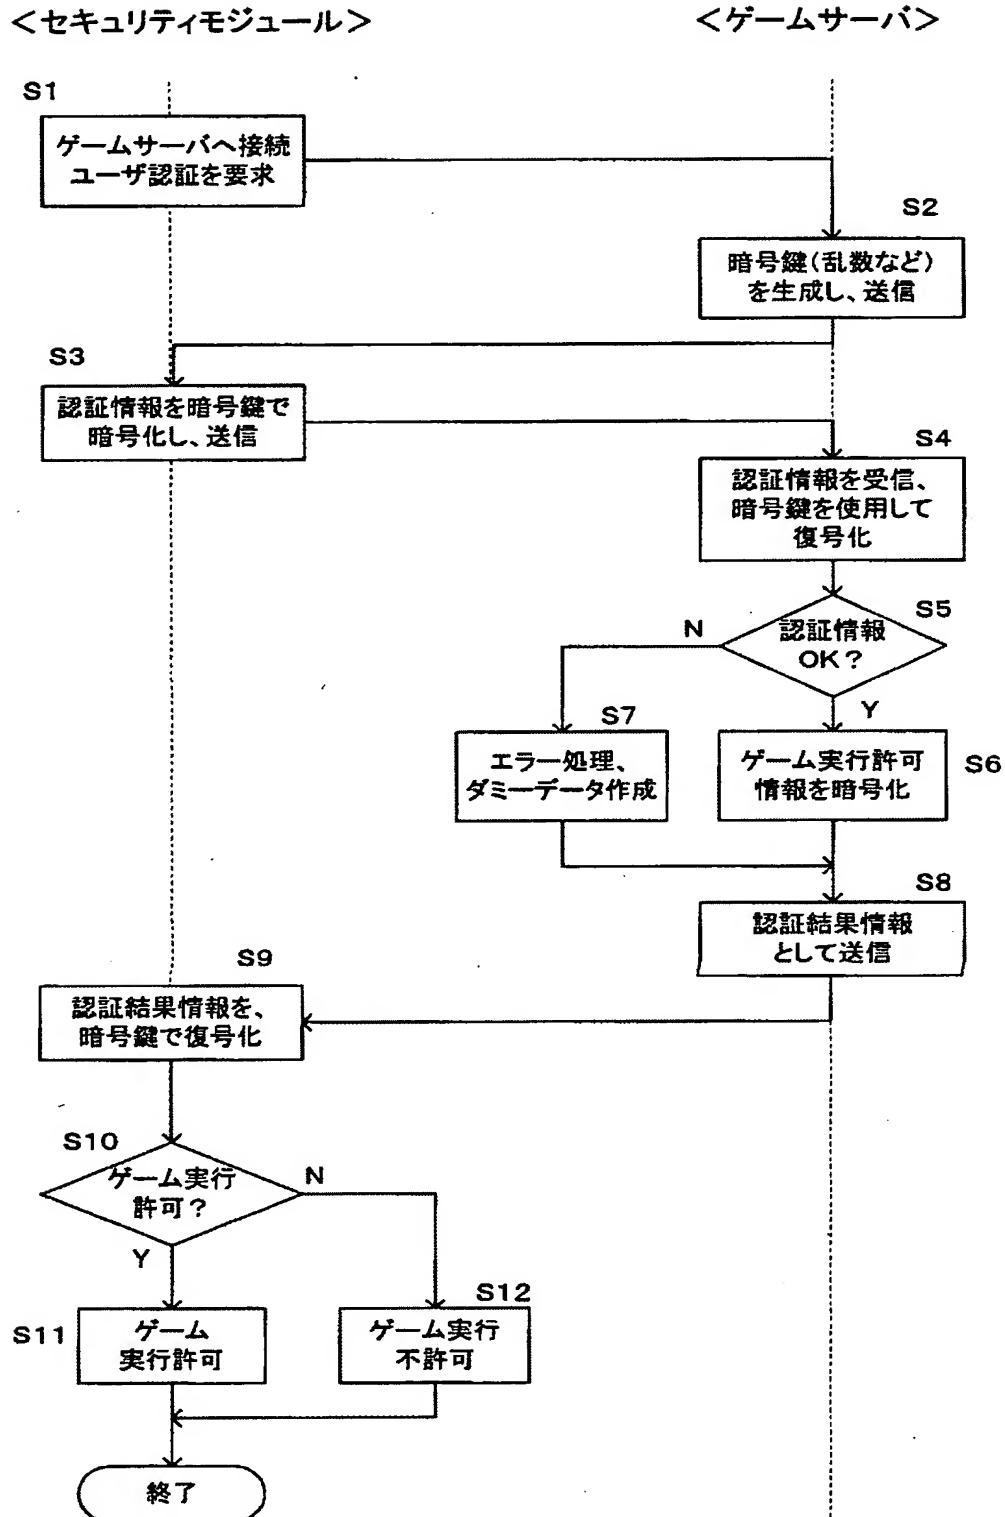 ＜セキュリティモジュール＞
＜ゲームサーバ＞
S1
ゲームサーバへ接続
ユーザ認証を要求
S2
暗号鍵(乱数など)
を生成し、送信
S3
認証情報を暗号鍵で
暗号化し、送信
S4
認証情報を受信、
暗号鍵を使用して
復号化
S5
認証情報
OK？
N
Y
S7
エラー処理、
ダミーデータ作成
ゲーム実行許可
情報を暗号化
S6
S8
認証結果情報
として送信
S9
認証結果情報を、
暗号鍵で復号化
S10
ゲーム実行
許可？
N
Y
S11
ゲーム
実行許可
S12
ゲーム実行
不許可
終了